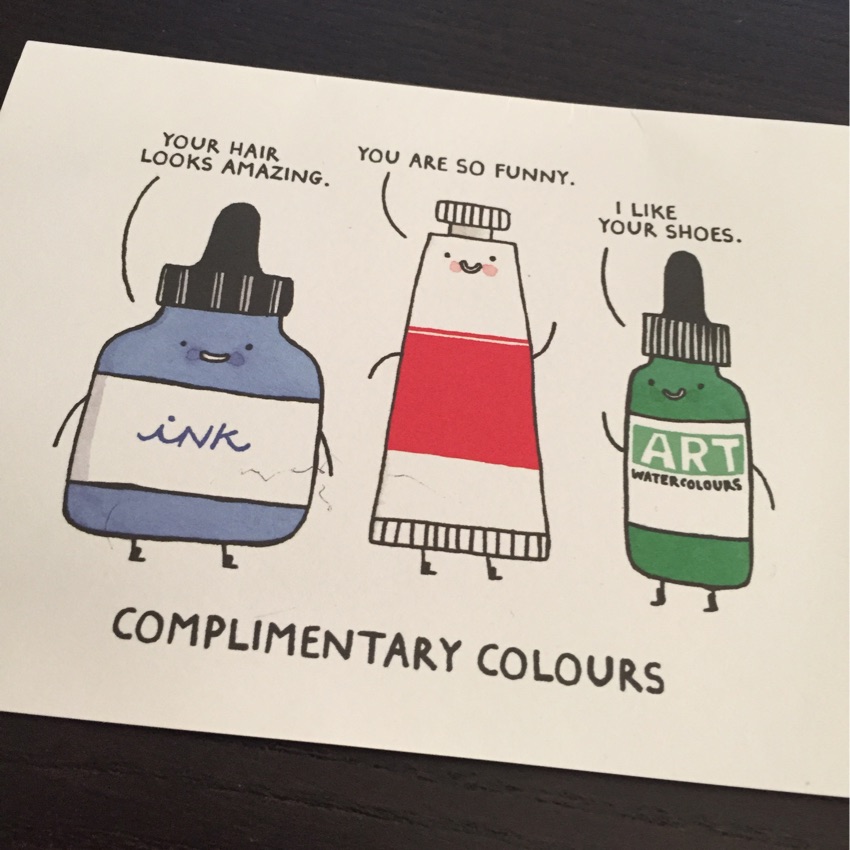 YOUR HAIR
LOOKS AMAZING.
YOU ARE SO FUNNY.
I LIKE
YOUR SHOES.
iNK
ART
WATERCOLOURS
COMPLIMENTARY COLOURS